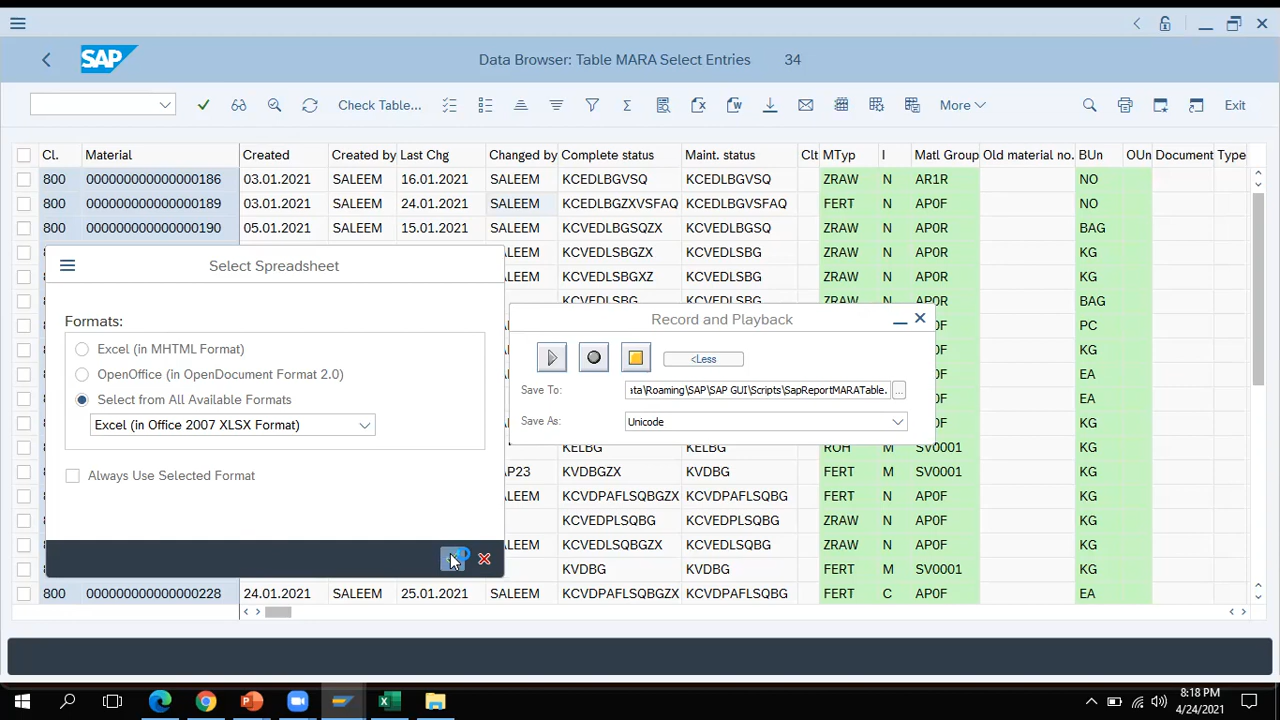 SAP
Data Browser: Table MARA Select Entries 34
Check Table... More Exit
Cl. Material Created Created by Last Chg Changed by Complete status Maint. status Clt MTyp I Matl Group Old material no. BUn OUn Document Type
800 000000000000000186 03.01.2021 SALEEM 16.01.2021 SALEEM KCEDLBGVSQ KCEDLBGVSQ ZRAW N AR1R NO
800 000000000000000189 03.01.2021 SALEEM 24.01.2021 SALEEM KCEDLBGZXVSFAQ KCEDLBGZXVSFAQ FERT N AP0F NO
800 000000000000000190 05.01.2021 SALEEM 15.01.2021 SALEEM KCVEDLBGSQZX KCVEDLBGSQ ZRAW N AP0R BAG
KCVEDLSBGZX KCVEDLSBG ZRAW N AP0R KG
KCVEDLSBGXZ KCVEDLSBG ZRAW N AP0R KG
KCVEDLSBG KCVEDLSBG ZRAW N AP0R BAG
PC
EA
KG
EA
KG
KELBG KELBG ROH M SV0001 KG
AP23 KVDBGZX KVDBG FERT M SV0001 KG
ALEEM KCVDPAFLSQBGZX KCVDPAFLSQBG FERT N AP0F KG
KCVEDPLSQBG KCVEDPLSQBG ZRAW N AP0F KG
ALEEM KCVEDLSQBGZX KCVEDLSQBG ZRAW N AP0F KG
KVDBG KVDBG FERT M SV0001 KG
800 000000000000000228 24.01.2021 SALEEM 25.01.2021 SALEEM KCVDPAFLSQBGZX KCVDPAFLSQBG FERT C AP0F EA
Select Spreadsheet
Formats:
Excel (in MHTML Format)
OpenOffice (in OpenDocument Format 2.0)
Select from All Available Formats
Excel (in Office 2007 XLSX Format)
Always Use Selected Format
Record and Playback
<Less
Save To: sta\Roaming\SAP\SAP GUI\Scripts\SapReportMARATable. ...
Save As: Unicode
8:18 PM
4/24/2021